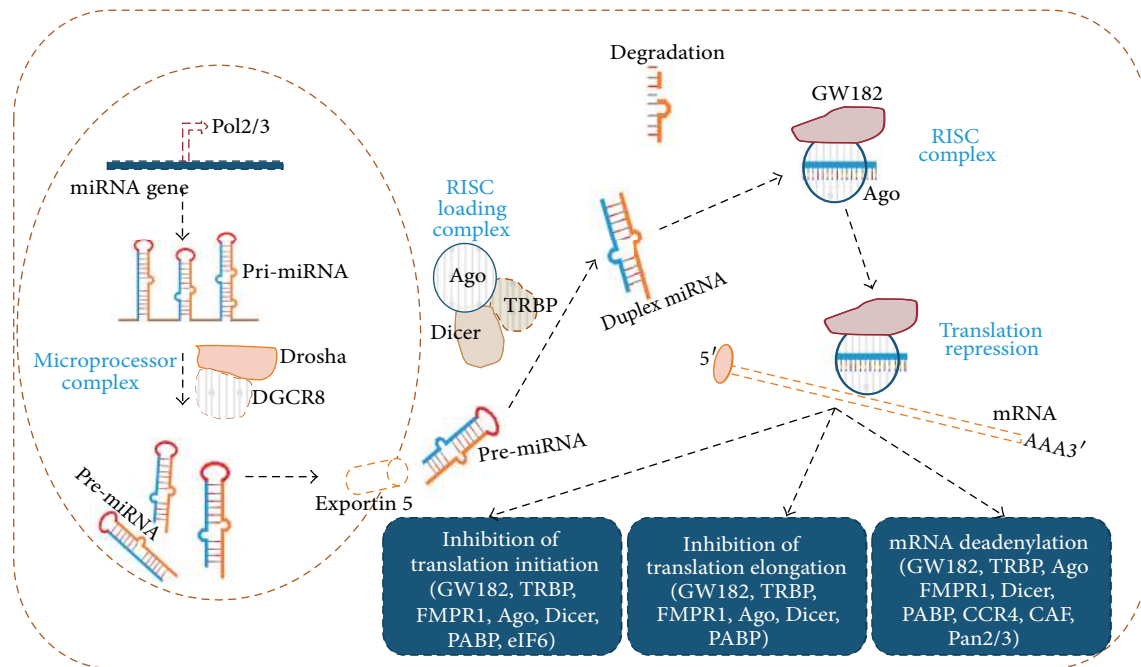 Pol2/3
miRNA gene
Pri-miRNA
Microprocessor
complex
Drosha
DGCR8
Pre-miRNA
Exportin 5
Pre-miRNA
RISC
loading
complex
Ago
TRBP
Dicer
Duplex miRNA
Degradation
GW182
RISC
complex
Ago
Translation
repression
5′
mRNA
AAA3′
Inhibition of
translation initiation
(GW182, TRBP,
FMPR1, Ago, Dicer,
PABP, eIF6)
Inhibition of
translation elongation
(GW182, TRBP,
FMPR1, Ago, Dicer,
PABP)
mRNA deadenylation
(GW182, TRBP, Ago
FMPR1, Dicer,
PABP, CCR4, CAF,
Pan2/3)